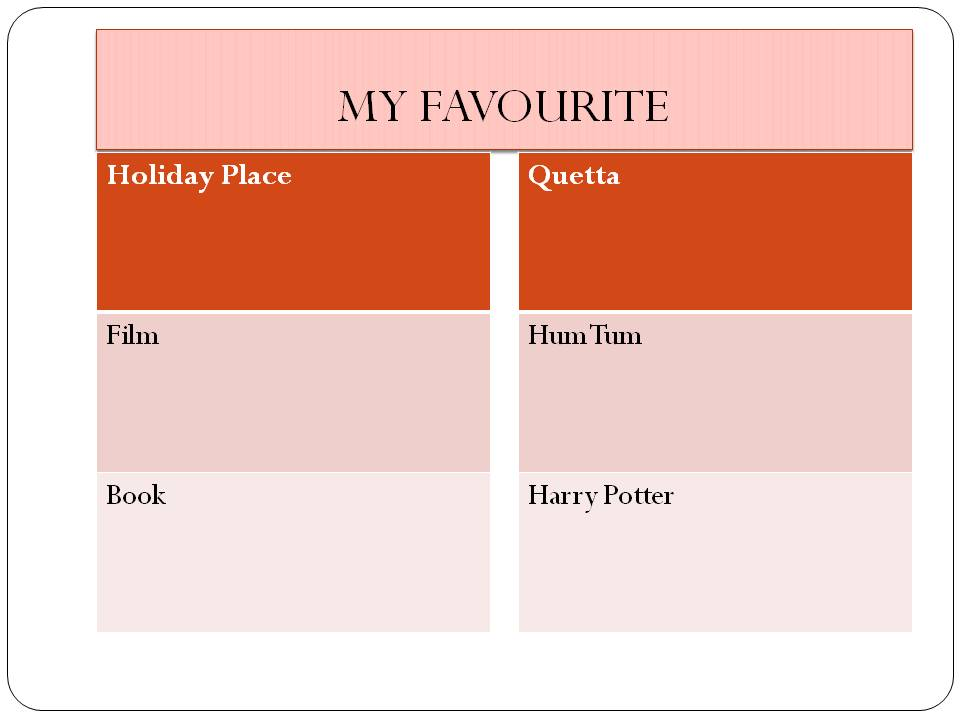 MY FAVOURITE
Holiday Place
Quetta
Film
Hum Tum
Book
Harry Potter